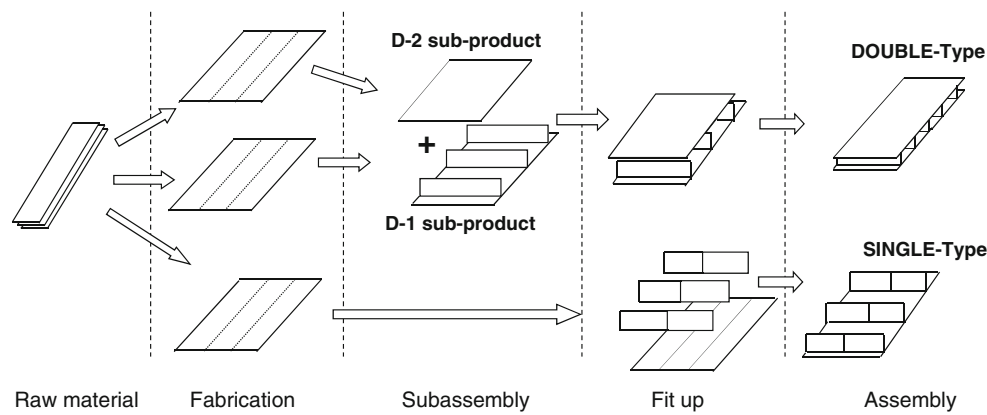 D-2 sub-product
DOUBLE-Type
+
D-1 sub-product
SINGLE-Type
Raw material
Fabrication
Subassembly
Fit up
Assembly